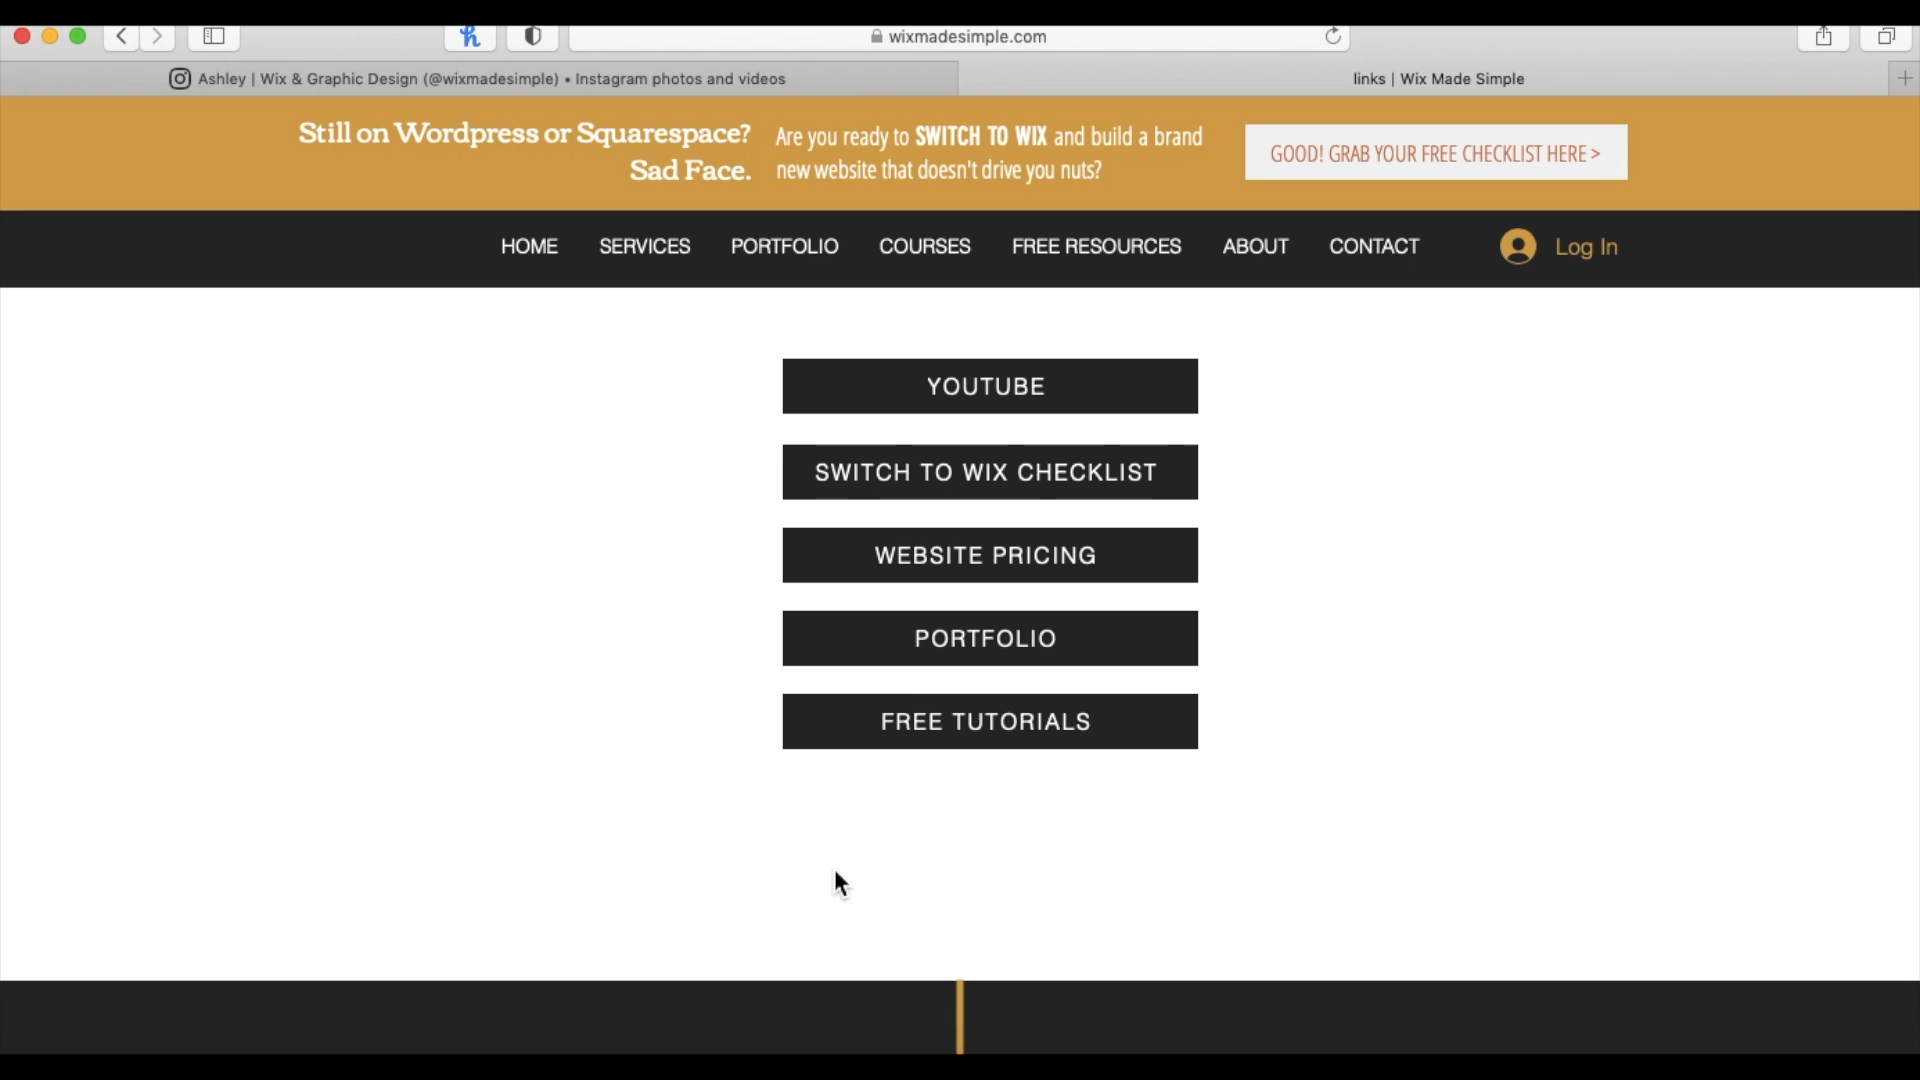 wixmadesimple.com
Ashley | Wix & Graphic Design (@wixmadesimple) • Instagram photos and videos
links | Wix Made Simple
Still on Wordpress or Squarespace?
Sad Face.
Are you ready to SWITCH TO WIX and build a brand
new website that doesn't drive you nuts?
GOOD! GRAB YOUR FREE CHECKLIST HERE >
HOME SERVICES PORTFOLIO COURSES FREE RESOURCES ABOUT CONTACT Log In
YOUTUBE
SWITCH TO WIX CHECKLIST
WEBSITE PRICING
PORTFOLIO
FREE TUTORIALS